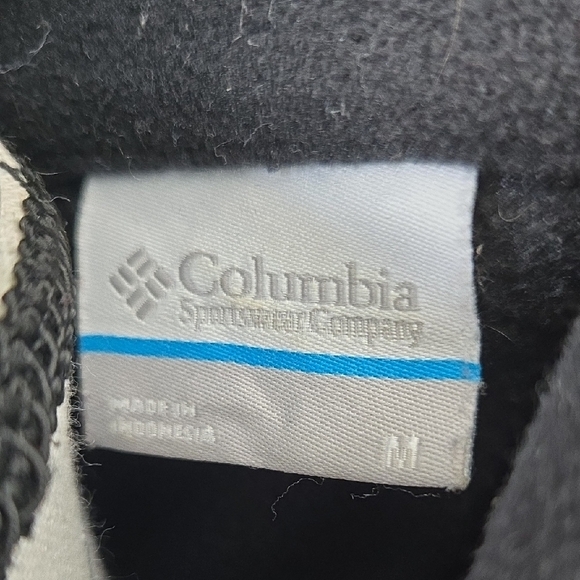 Columbia
Sportswear Company
MADE IN
INDONESIA
M